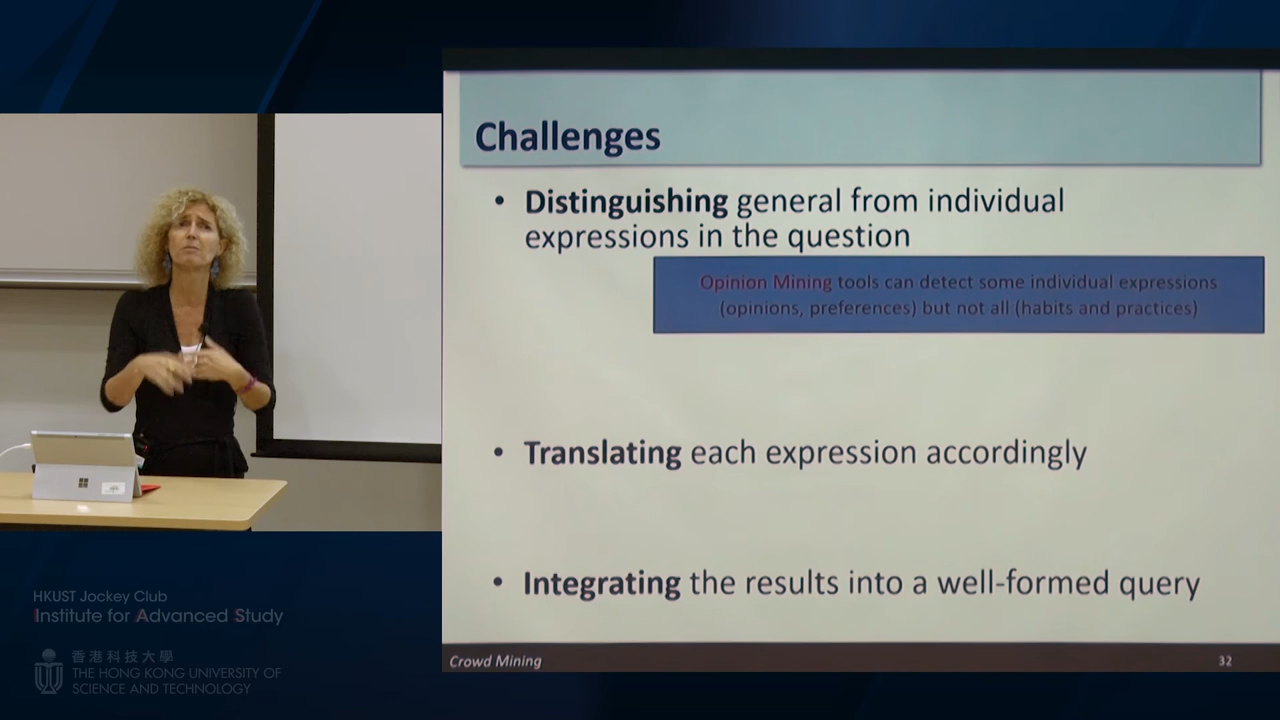 Challenges
• Distinguishing general from individual
expressions in the question
Opinion Mining tools can detect some individual expressions
(opinions, preferences) but not all (habits and practices)
• Translating each expression accordingly
• Integrating the results into a well-formed query
Crowd Mining
32
HKUST Jockey Club
Institute for Advanced Study
香港科技大學
THE HONG KONG UNIVERSITY OF
SCIENCE AND TECHNOLOGY